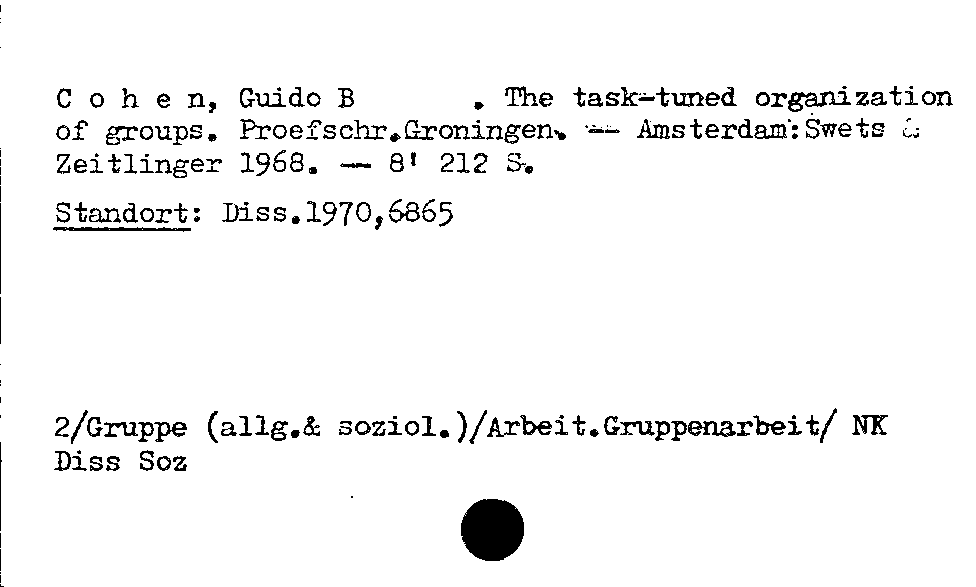 C o h e n, Guido B       . The task-tuned organization
of groups. Proefschr.Groningen. -- Amsterdam:Swets &
Zeitlinger 1968. — 8' 212 S.
Standort: Diss.1970,6865
2/Gruppe (allg.& soziol.)/Arbeit.Gruppenarbeit/ NK
Diss Soz